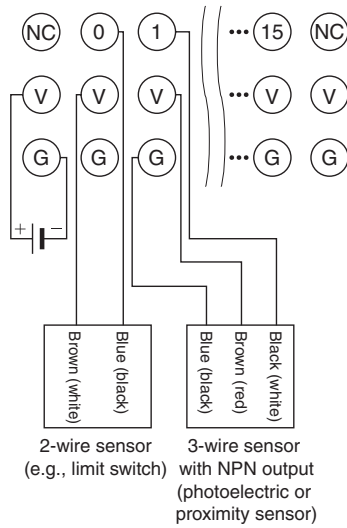 NC 0 1 ••• 15 NC
V V V ••• V V
G G G ••• G G
+ −
Brown (white)
Blue (black)
Blue (black)
Brown (red)
Black (white)
2-wire sensor
(e.g., limit switch)
3-wire sensor
with NPN output
(photoelectric or
proximity sensor)